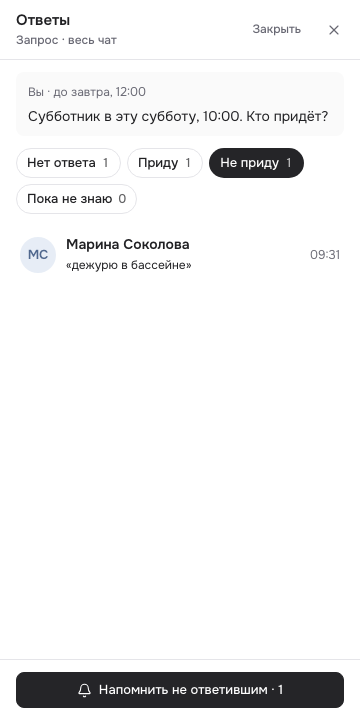 Ответы
Запрос · весь чат
Закрыть
Вы · до завтра, 12:00
Субботник в эту субботу, 10:00. Кто придёт?
Нет ответа 1
Приду 1
Не приду 1
Пока не знаю 0
МС
Марина Соколова
«дежурю в бассейне»
09:31
Напомнить не ответившим · 1